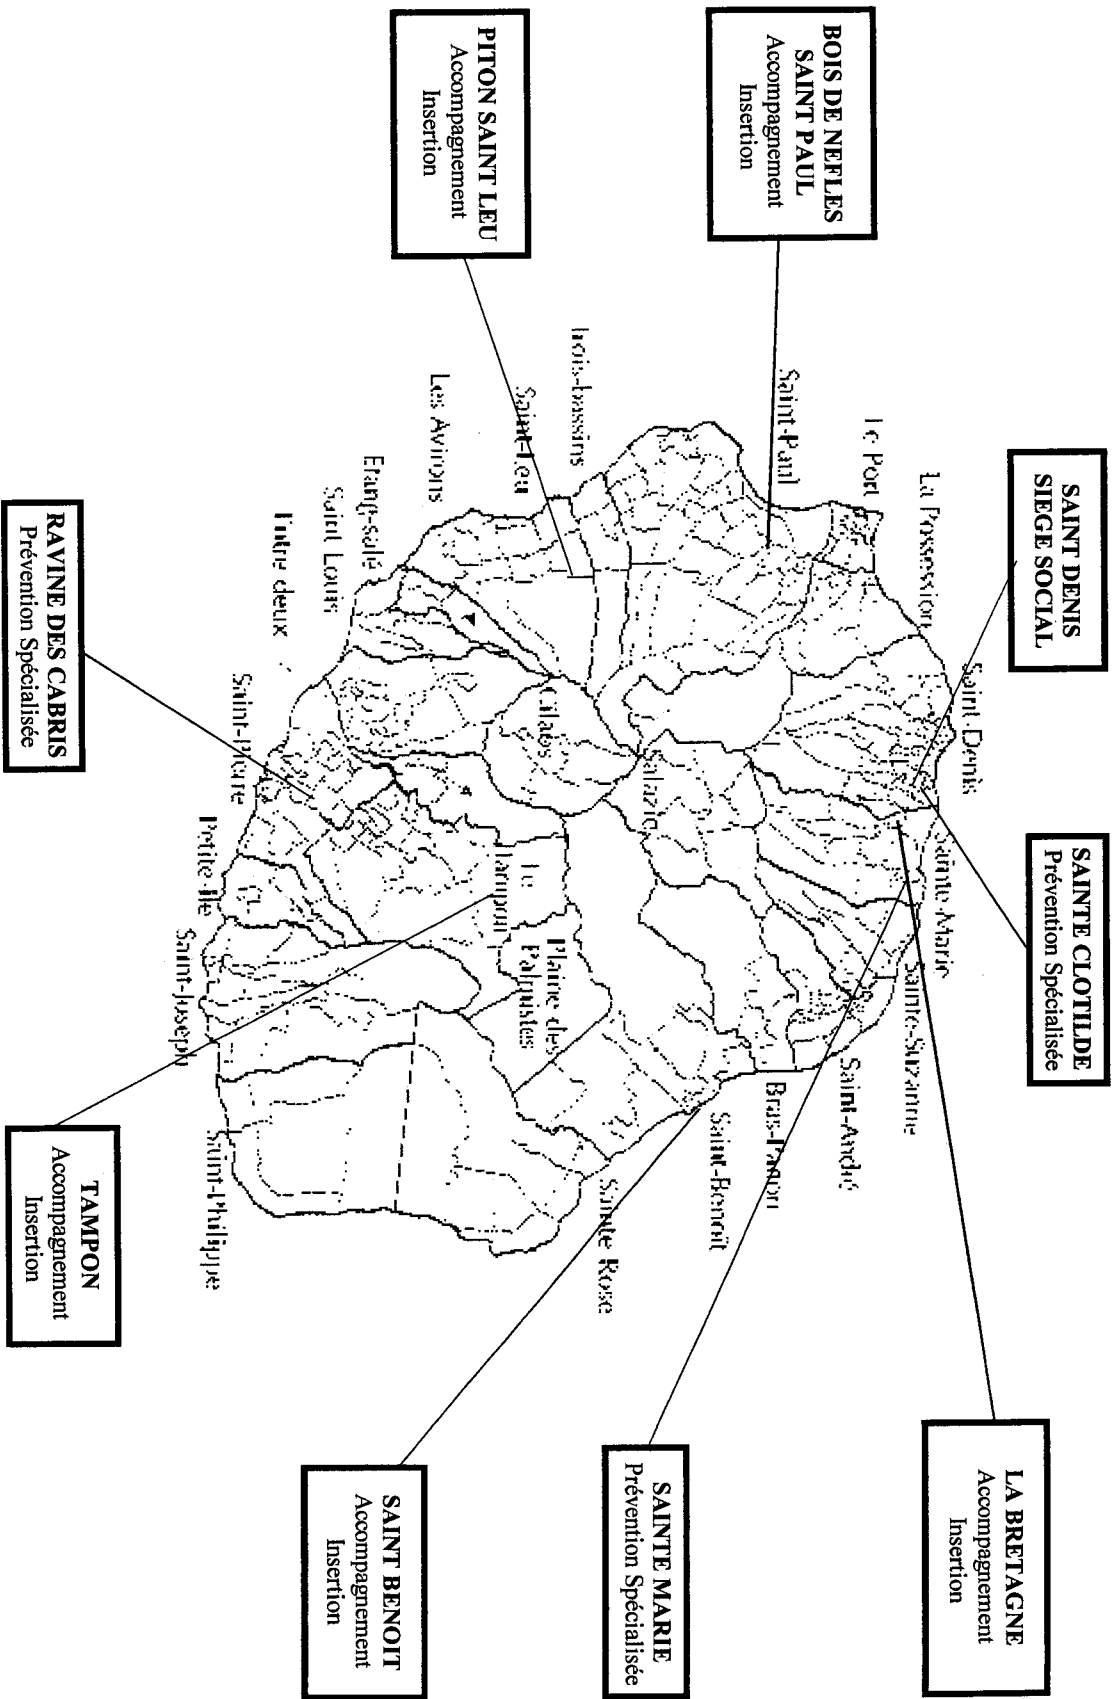 SAINT DENIS
SIEGE SOCIAL
SAINTE CLOTILDE
Prévention Spécialisée
LA BRETAGNE
Accompagnement
Insertion
BOIS DE NEFLES
SAINT PAUL
Accompagnement
Insertion
PITON SAINT LEU
Accompagnement
Insertion
SAINTE MARIE
Prévention Spécialisée
SAINT BENOIT
Accompagnement
Insertion
RAVINE DES CABRIS
Prévention Spécialisée
TAMPON
Accompagnement
Insertion
Saint-Denis
La Possession
Le Port
Saint-Paul
Sainte-Marie
Sainte-Suzanne
Saint-André
Bras-Panon
Saint-Benoît
Salazie
Trois-bassins
Saint-Leu
Cilaos
Les Avirons
Etang-salé
Saint Louis
Entre deux
Plaine des
Palmistes
Le
Tampon
Sainte Rose
Saint-Pierre
Petite-Ile
Saint-Joseph
Saint-Philippe